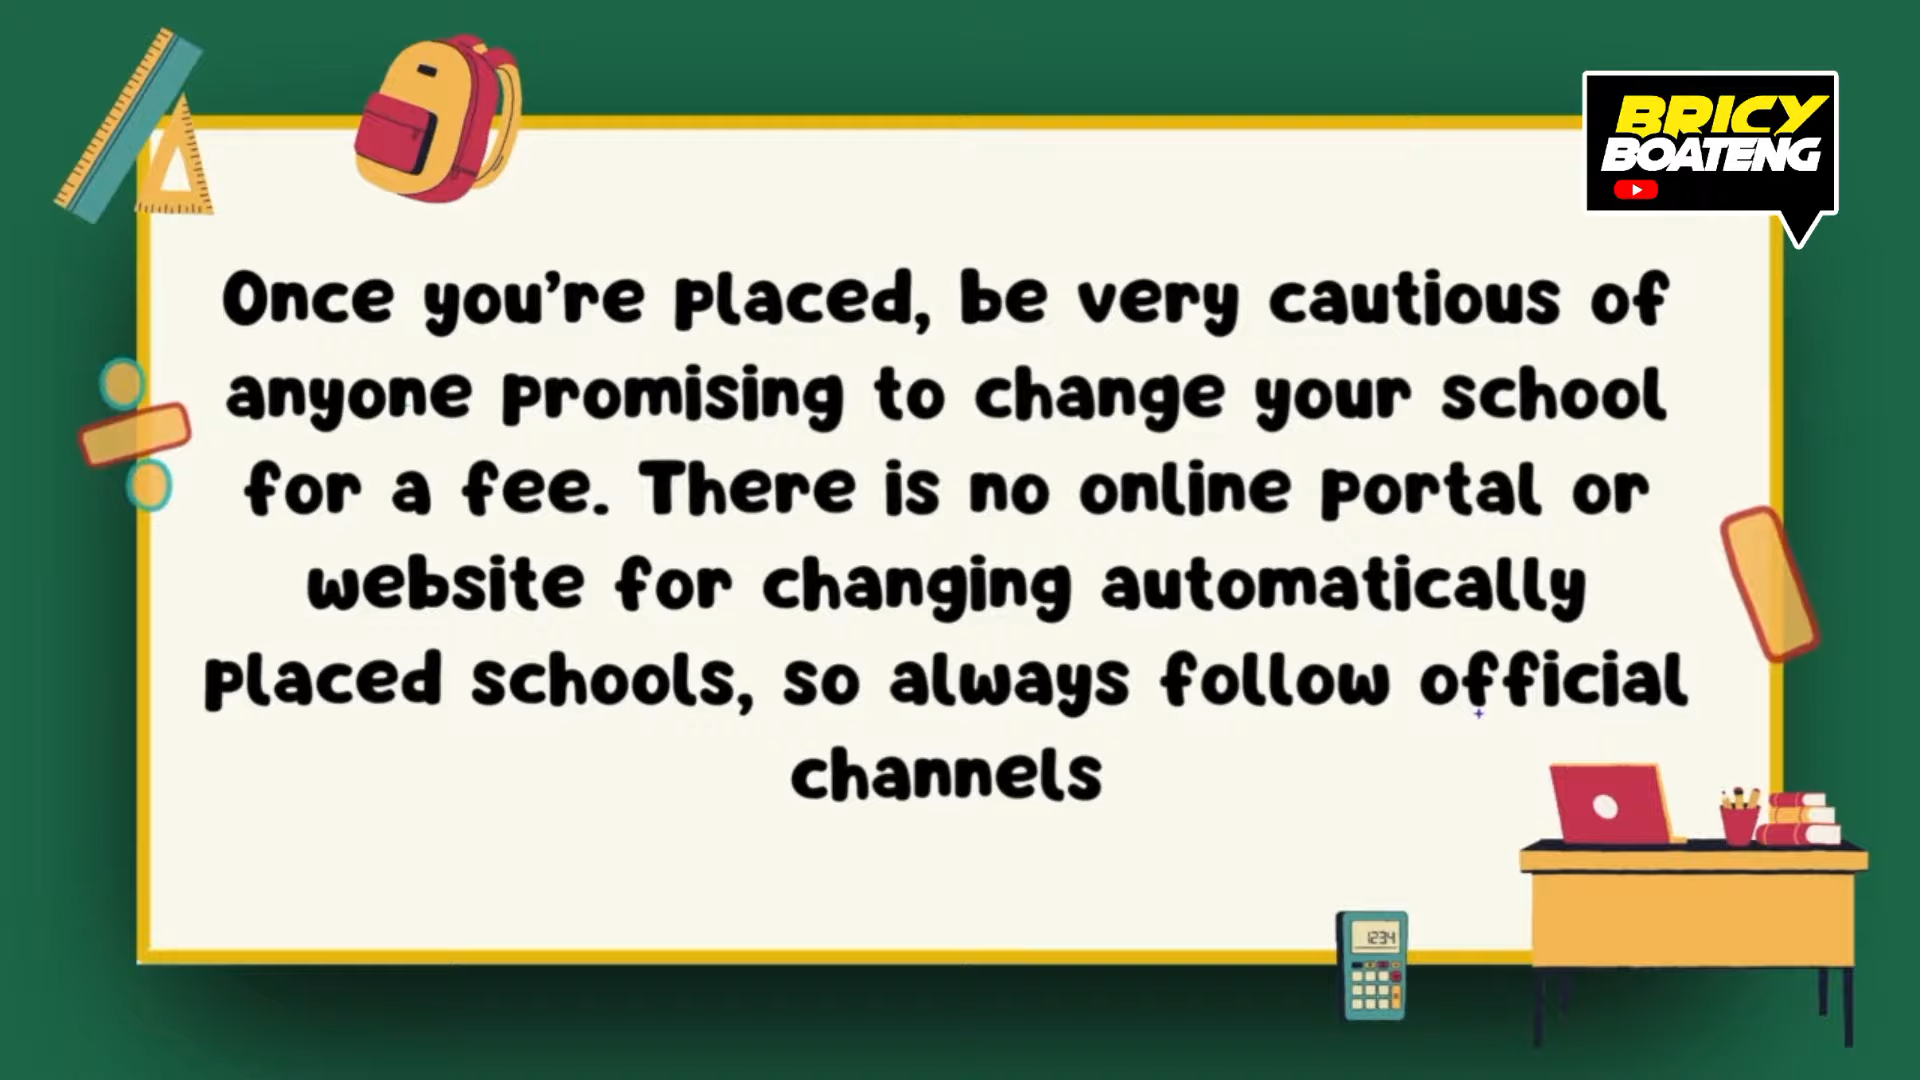 BRICY
BOATENG
Once you're placed, be very cautious of
anyone promising to change your school
for a fee. There is no online portal or
website for changing automatically
placed schools, so always follow official
channels
1234